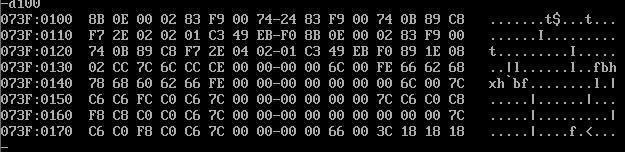 -d100
073F:0100 8B 0E 00 02 83 F9 00 74-24 83 F9 00 74 0B 89 C8 .......t$...t...
073F:0110 F7 2E 02 02 01 C3 49 EB-F0 8B 0E 00 02 83 F9 00 ......I.........
073F:0120 74 0B 89 C8 F7 2E 04 02-01 C3 49 EB F0 89 1E 08 t.........I.....
073F:0130 02 CC 7C 6C CC CC CE 00-00 00 00 6C 00 FE 66 62 68 ..|l.......l..fbh
073F:0140 78 68 60 62 66 FE 00 00-00 00 00 00 00 6C 00 7C xh`bf........l.|
073F:0150 C6 C6 FC C0 C6 7C 00 00-00 00 00 7C C6 C0 C8 .....|.....|...
073F:0160 F8 C8 C0 C0 C6 7C 00 00-00 00 00 00 00 00 00 7C .....|.........|
073F:0170 C6 C0 F8 C0 C6 7C 00 00-00 00 66 00 3C 18 18 18 .....|....f.<...
-